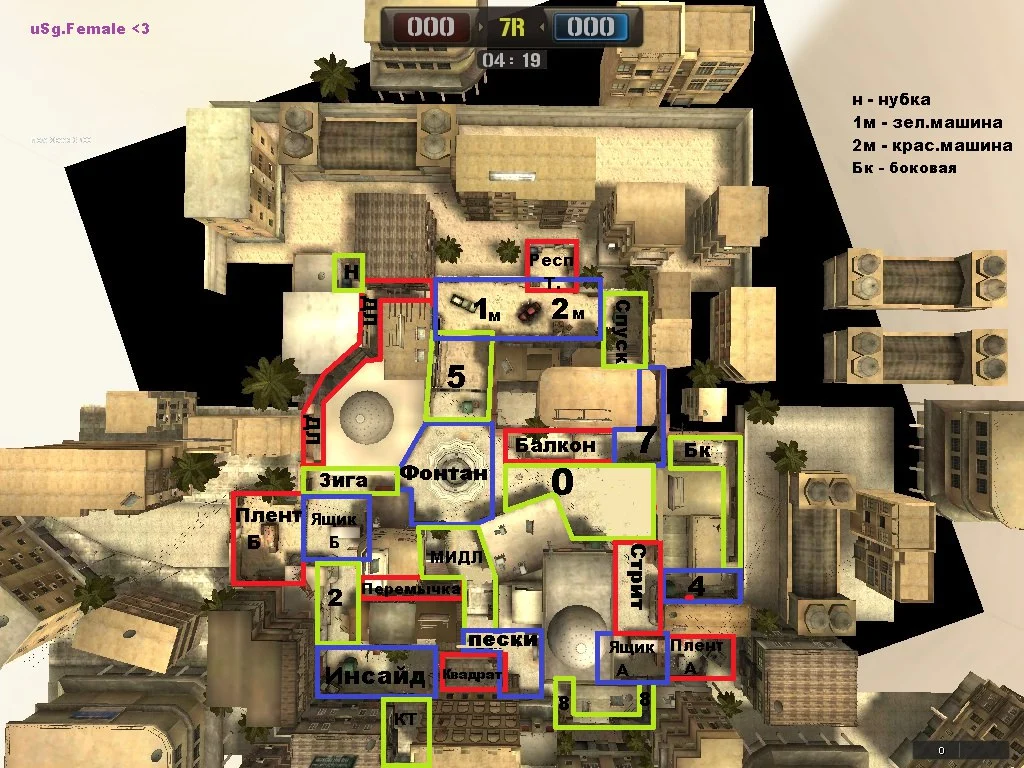 uSg.Female <3
000 7R 000
04: 19
н - нубка
1м - зел.машина
2м - крас.машина
Бк - боковая
Респ
Т.
Н
ДЛ
1м
2м
Спуск
5
7
ДЛ
Балкон
Бк
Фонтан
Зига
0
Плент
Б
Ящик
Б
МИДЛ
Стрит
Перемычка
2
4
пески
Ящик
А
Плент
А
Инсайд
Квадрат
8
8
КТ
0